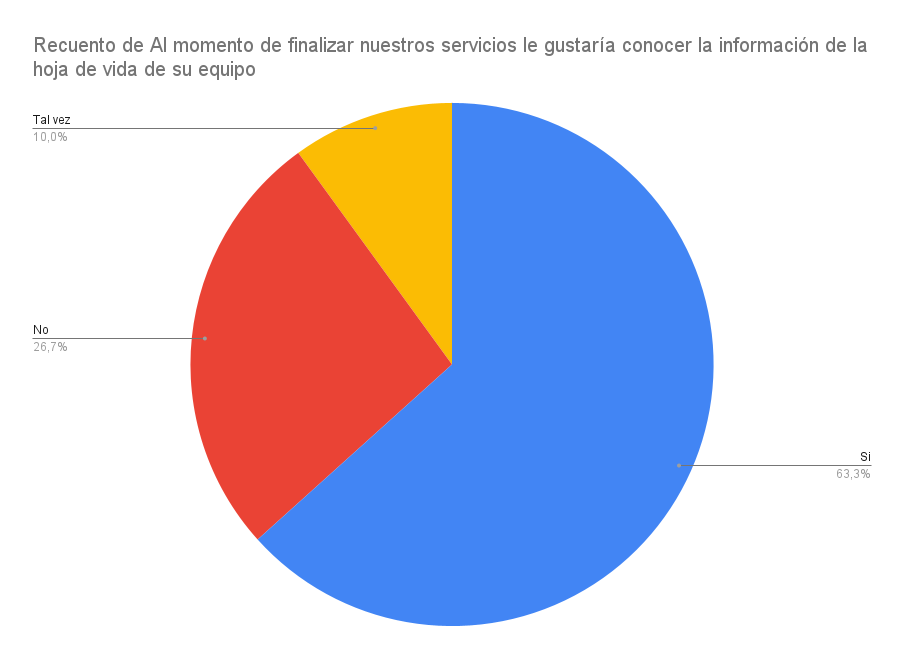 Recuento de Al momento de finalizar nuestros servicios le gustaría conocer la información de la
hoja de vida de su equipo
Tal vez
10,0%
No
26,7%
Si
63,3%